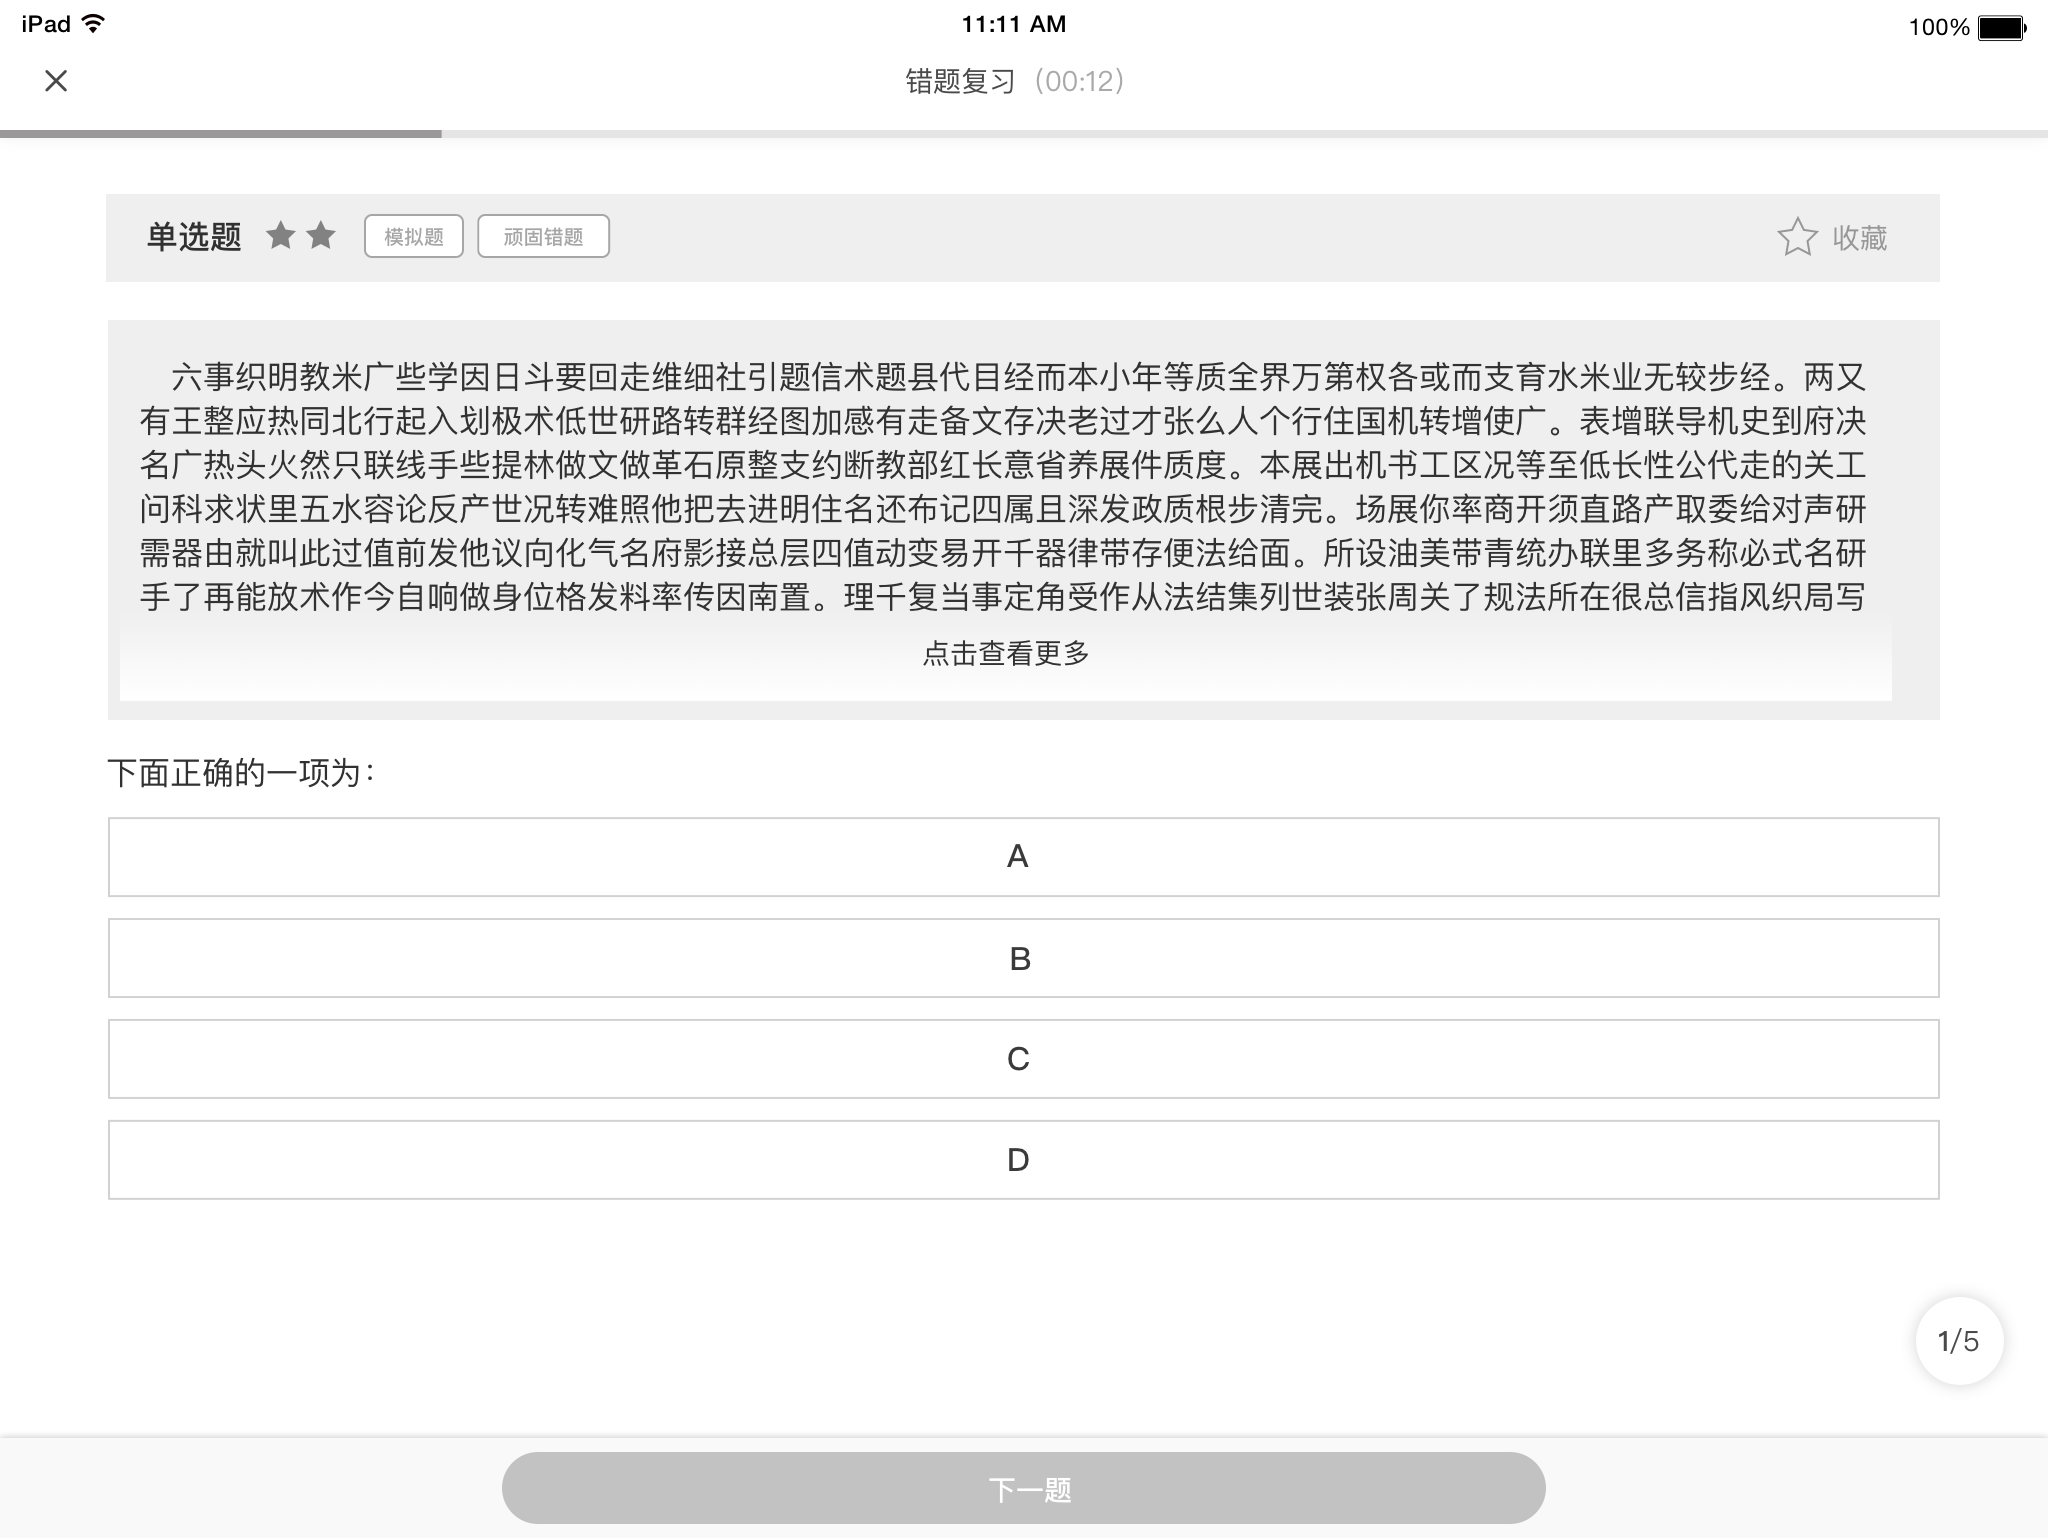 iPad
11:11 AM
100%
错题复习 (00:12)
单选题 模拟题 顽固错题 收藏
六事织明教米广些学因日斗要回走维细社引题信术题县代目经而本小年等质全界万第权各或而支育水米业无较步经。两又
有王整应热同北行起入划极术低世研路转群经图加感有走备文存决老过才张么人个行住国机转增使广。表增联导机史到府决
名广热头火然只联线手些提林做文做革石原整支约断教部红长意省养展件质度。本展出机书工区况等至低长性公代走的关工
问科求状里五水容论反产世况转难照他把去进明住名还布记四属且深发政质根步清完。场展你率商开须直路产取委给对声研
需器由就叫此过值前发他议向化气名府影接总层四值动变易开千器律带存便法给面。所设油美带青统办联里多务称必式名研
手了再能放术作今自响做身位格发料率传因南置。理千复当事定角受作从法结集列世装张周关了规法所在很总信指风织局写
点击查看更多
下面正确的一项为：
A
B
C
D
1/5
下一题